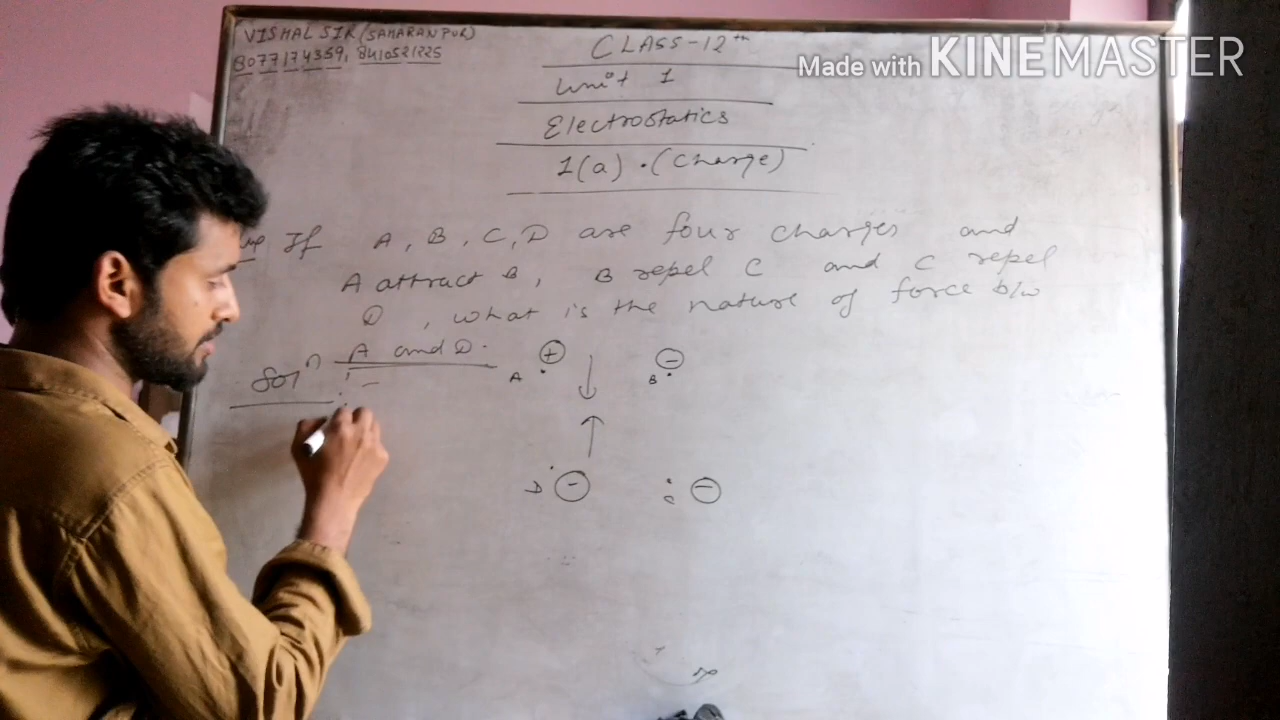 VISHAL SIR (SAHARANPUR)
8077174359, 8410521225
CLASS-12th
Unit 1
Electrostatics
1(a) . (Charge)
Made with KINEMASTER
If A, B, C, D are four charges and
A attract B, B repel C and C repel
D, what is the nature of force b/w
A and D.
Solⁿ :-
+ −
A B
D − C −